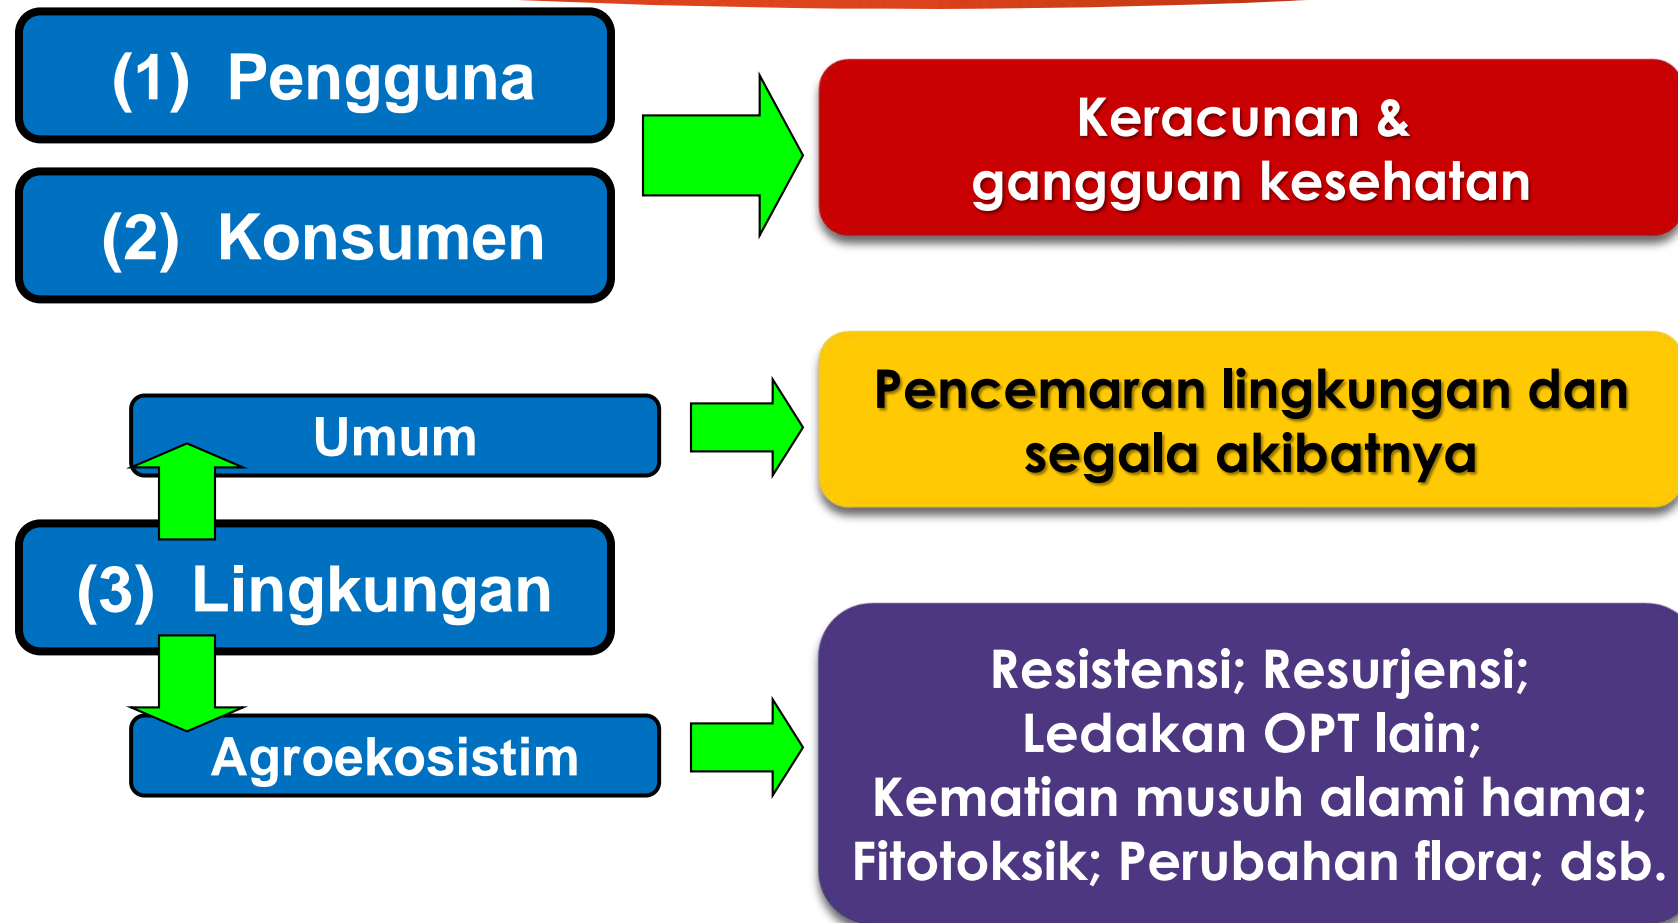 (1) Pengguna
Keracunan &
gangguan kesehatan
(2) Konsumen
Umum
Pencemaran lingkungan dan
segala akibatnya
(3) Lingkungan
Agroekosistim
Resistensi; Resurjensi;
Ledakan OPT lain;
Kematian musuh alami hama;
Fitotoksik; Perubahan flora; dsb.